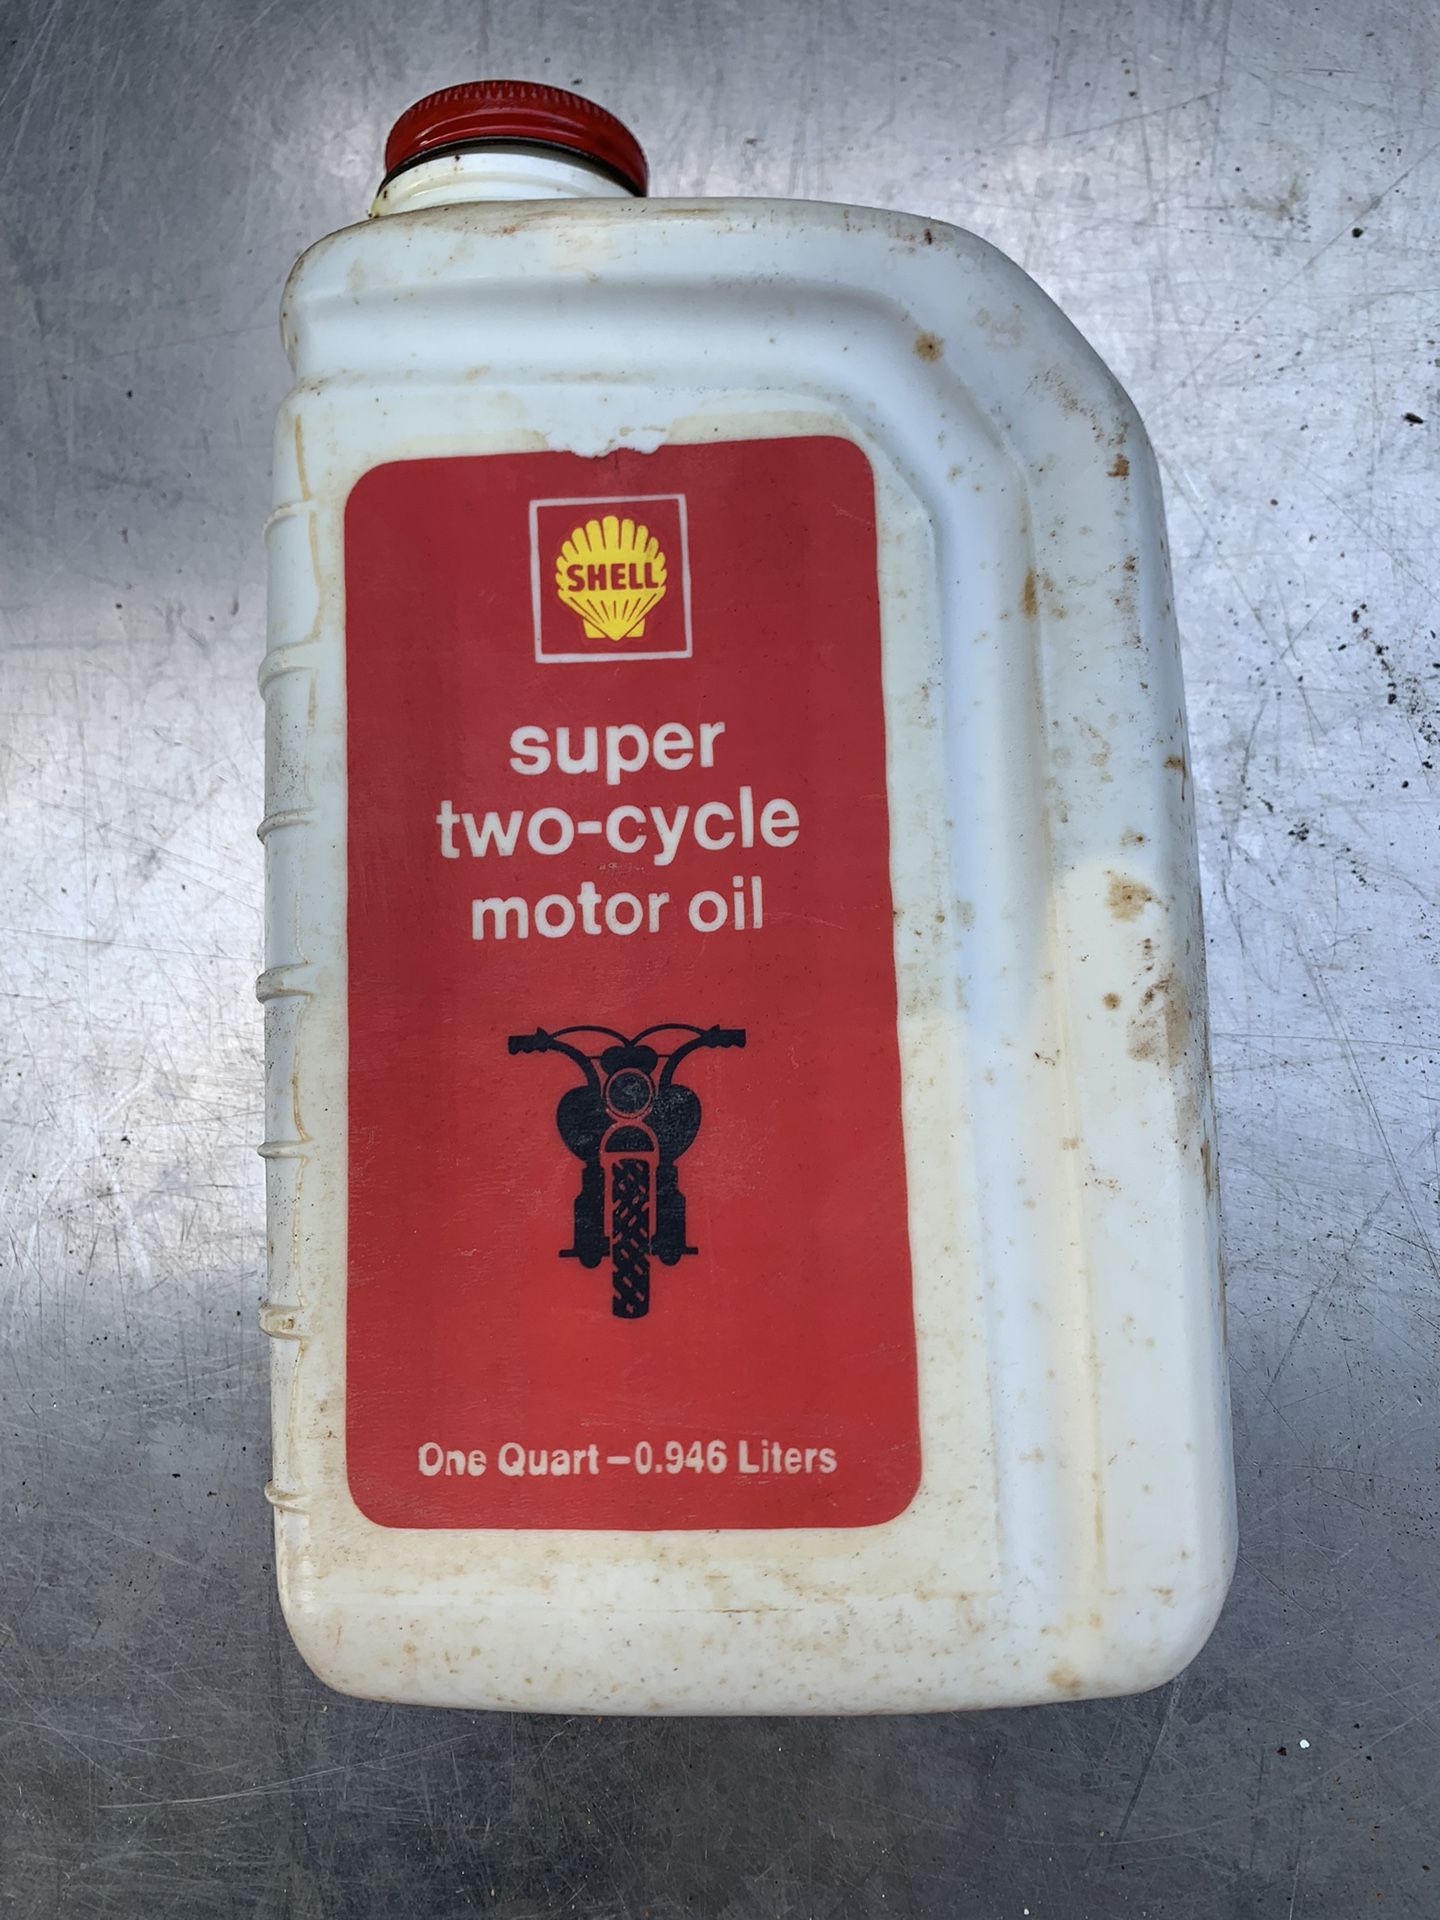 SHELL
super
two-cycle
motor oil
One Quart – 0.946 Liters